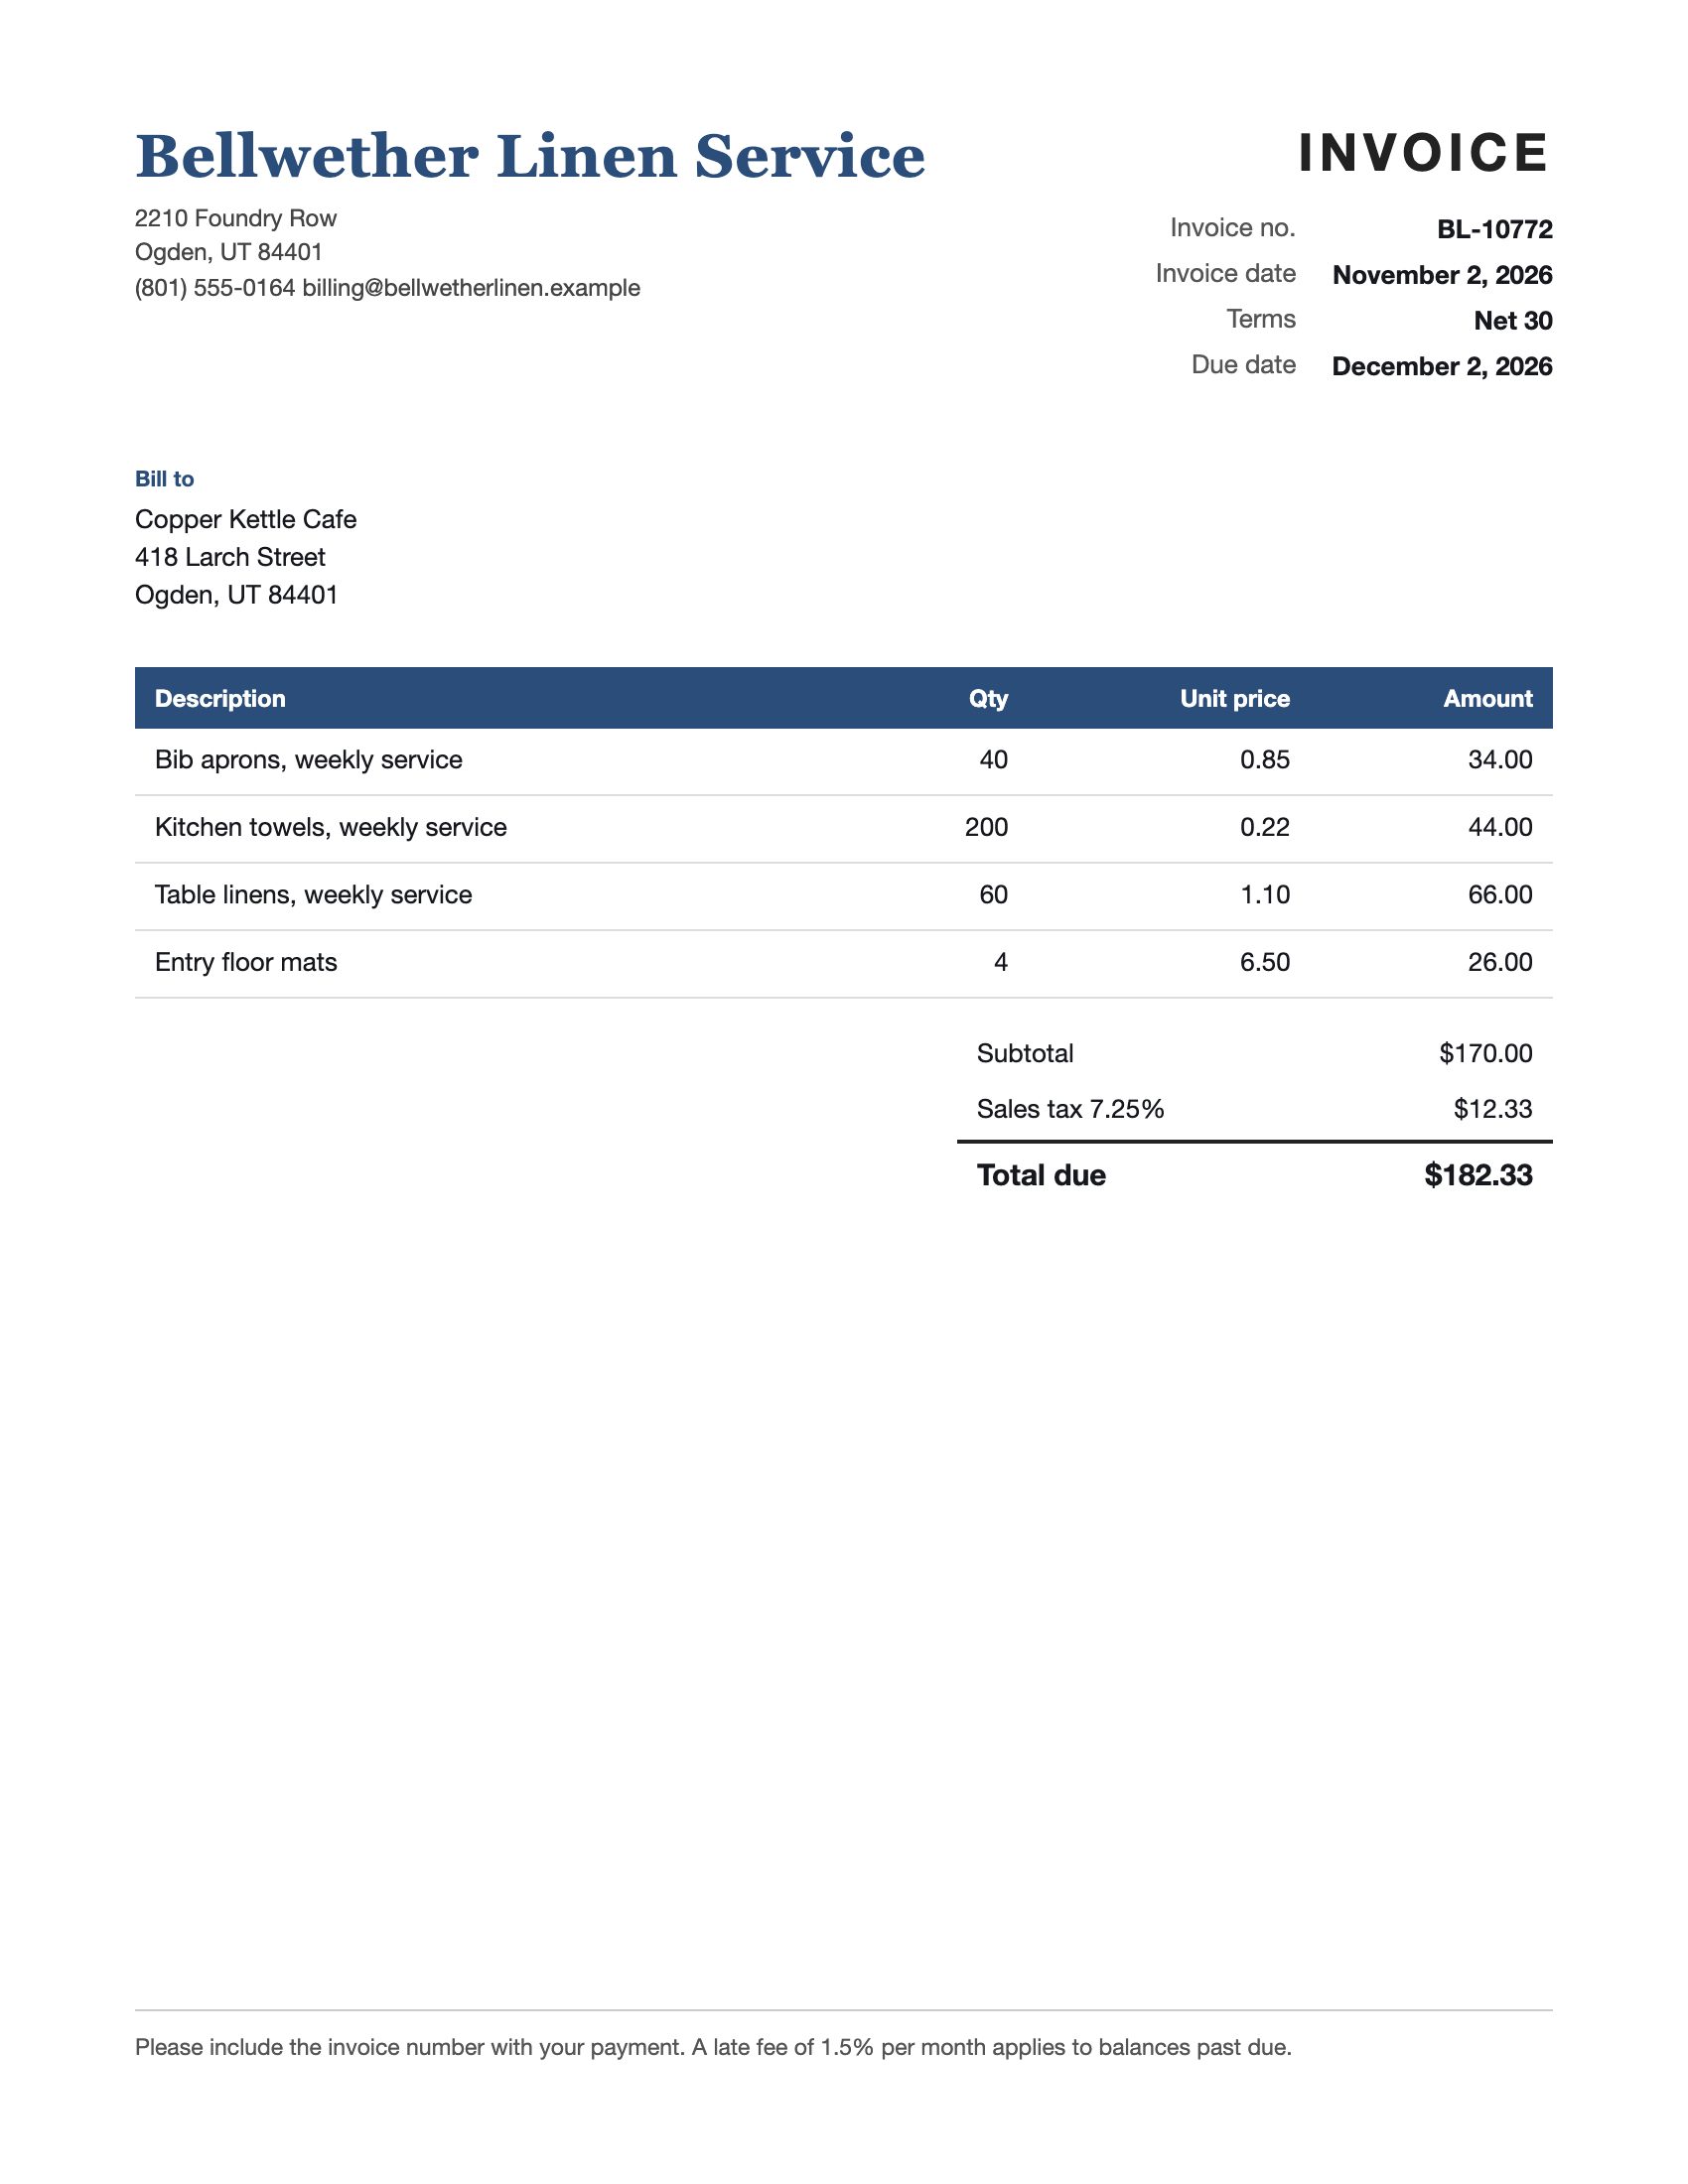 Bellwether Linen Service
2210 Foundry Row
Ogden, UT 84401
(801) 555-0164 billing@bellwetherlinen.example
INVOICE
Invoice no. BL-10772
Invoice date November 2, 2026
Terms Net 30
Due date December 2, 2026
Bill to
Copper Kettle Cafe
418 Larch Street
Ogden, UT 84401
Description Qty Unit price Amount
Bib aprons, weekly service 40 0.85 34.00
Kitchen towels, weekly service 200 0.22 44.00
Table linens, weekly service 60 1.10 66.00
Entry floor mats 4 6.50 26.00
Subtotal $170.00
Sales tax 7.25% $12.33
Total due $182.33
Please include the invoice number with your payment. A late fee of 1.5% per month applies to balances past due.